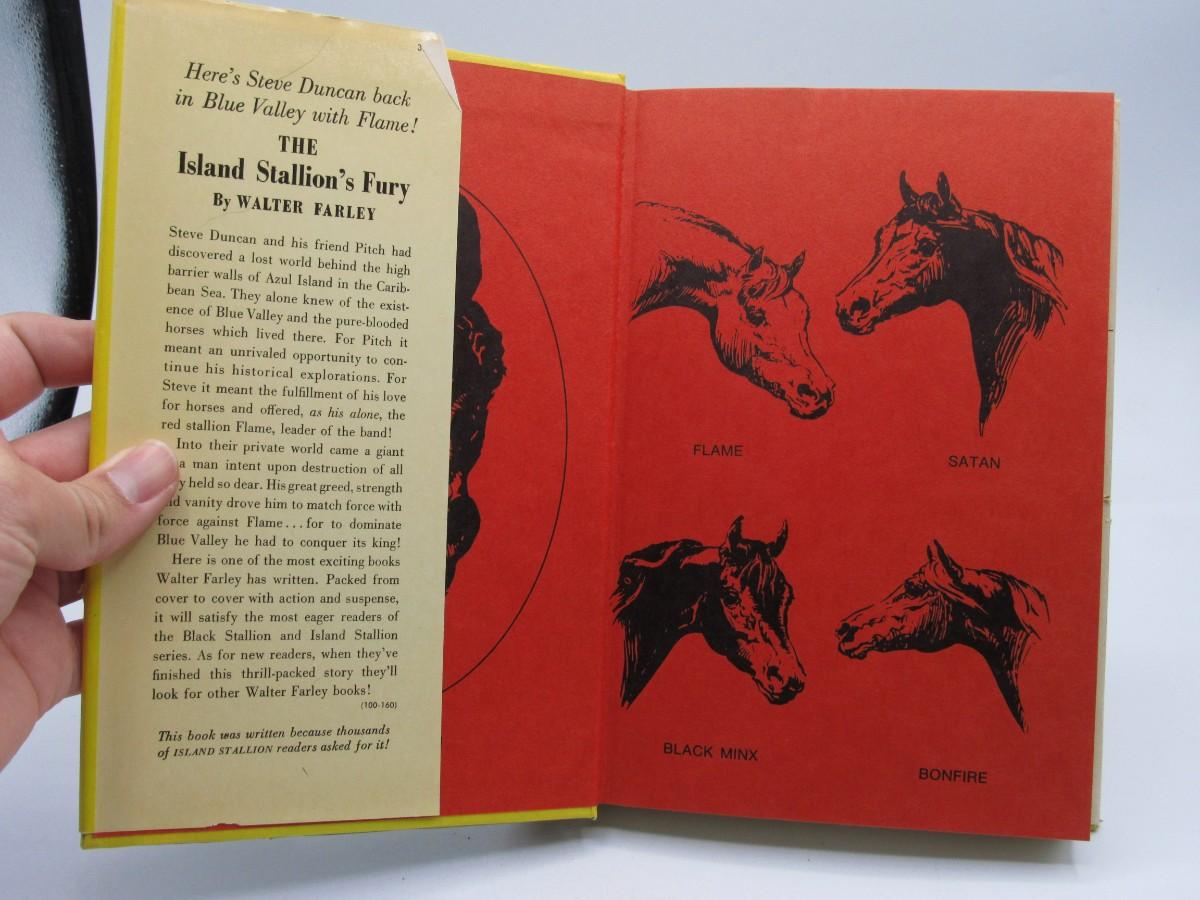 3
Here's Steve Duncan back
in Blue Valley with Flame!
THE
Island Stallion's Fury
By WALTER FARLEY
Steve Duncan and his friend Pitch had
discovered a lost world behind the high
barrier walls of Azul Island in the Carib-
bean Sea. They alone knew of the exist-
ence of Blue Valley and the pure-blooded
horses which lived there. For Pitch it
meant an unrivaled opportunity to con-
tinue his historical explorations. For
Steve it meant the fulfillment of his love
for horses and offered, as his alone, the
red stallion Flame, leader of the band!
Into their private world came a giant
a man intent upon destruction of all
held so dear. His great greed, strength
vanity drove him to match force with
force against Flame...for to dominate
Blue Valley he had to conquer its king!
Here is one of the most exciting books
Walter Farley has written. Packed from
cover to cover with action and suspense,
it will satisfy the most eager readers of
the Black Stallion and Island Stallion
series. As for new readers, when they've
finished this thrill-packed story they'll
look for other Walter Farley books!
(100-160)
This book was written because thousands
of ISLAND STALLION readers asked for it!
FLAME
SATAN
BLACK MINX
BONFIRE